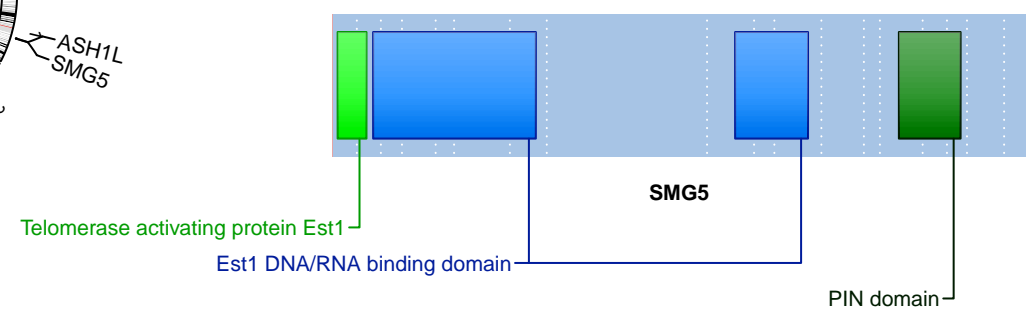 ASH1L
SMG5
SMG5
Telomerase activating protein Est1
Est1 DNA/RNA binding domain
PIN domain